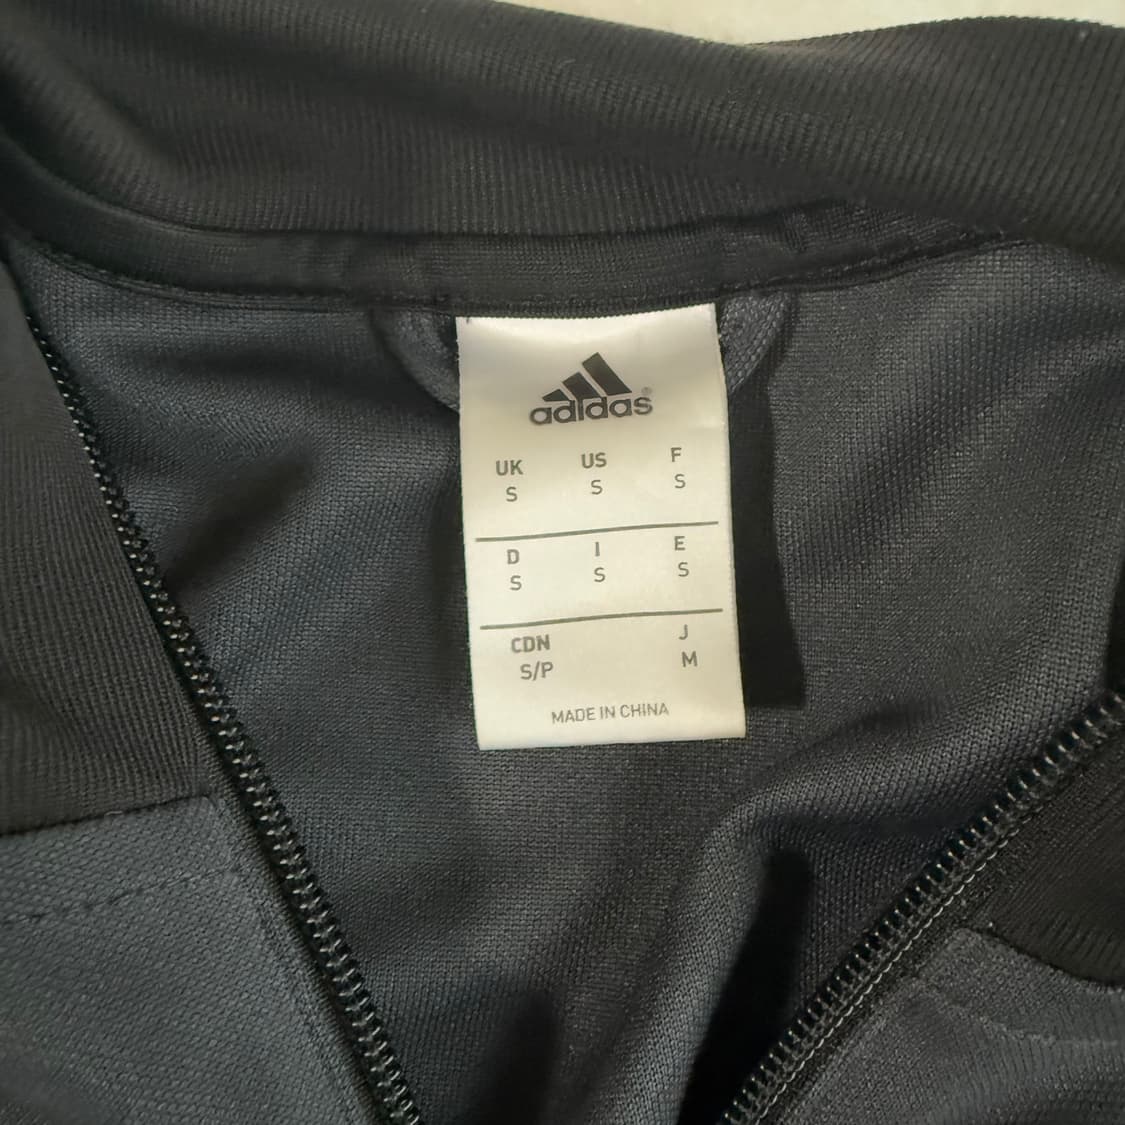 adidas®
UK US F
S S S
D I E
S S S
CDN J
S/P M
MADE IN CHINA